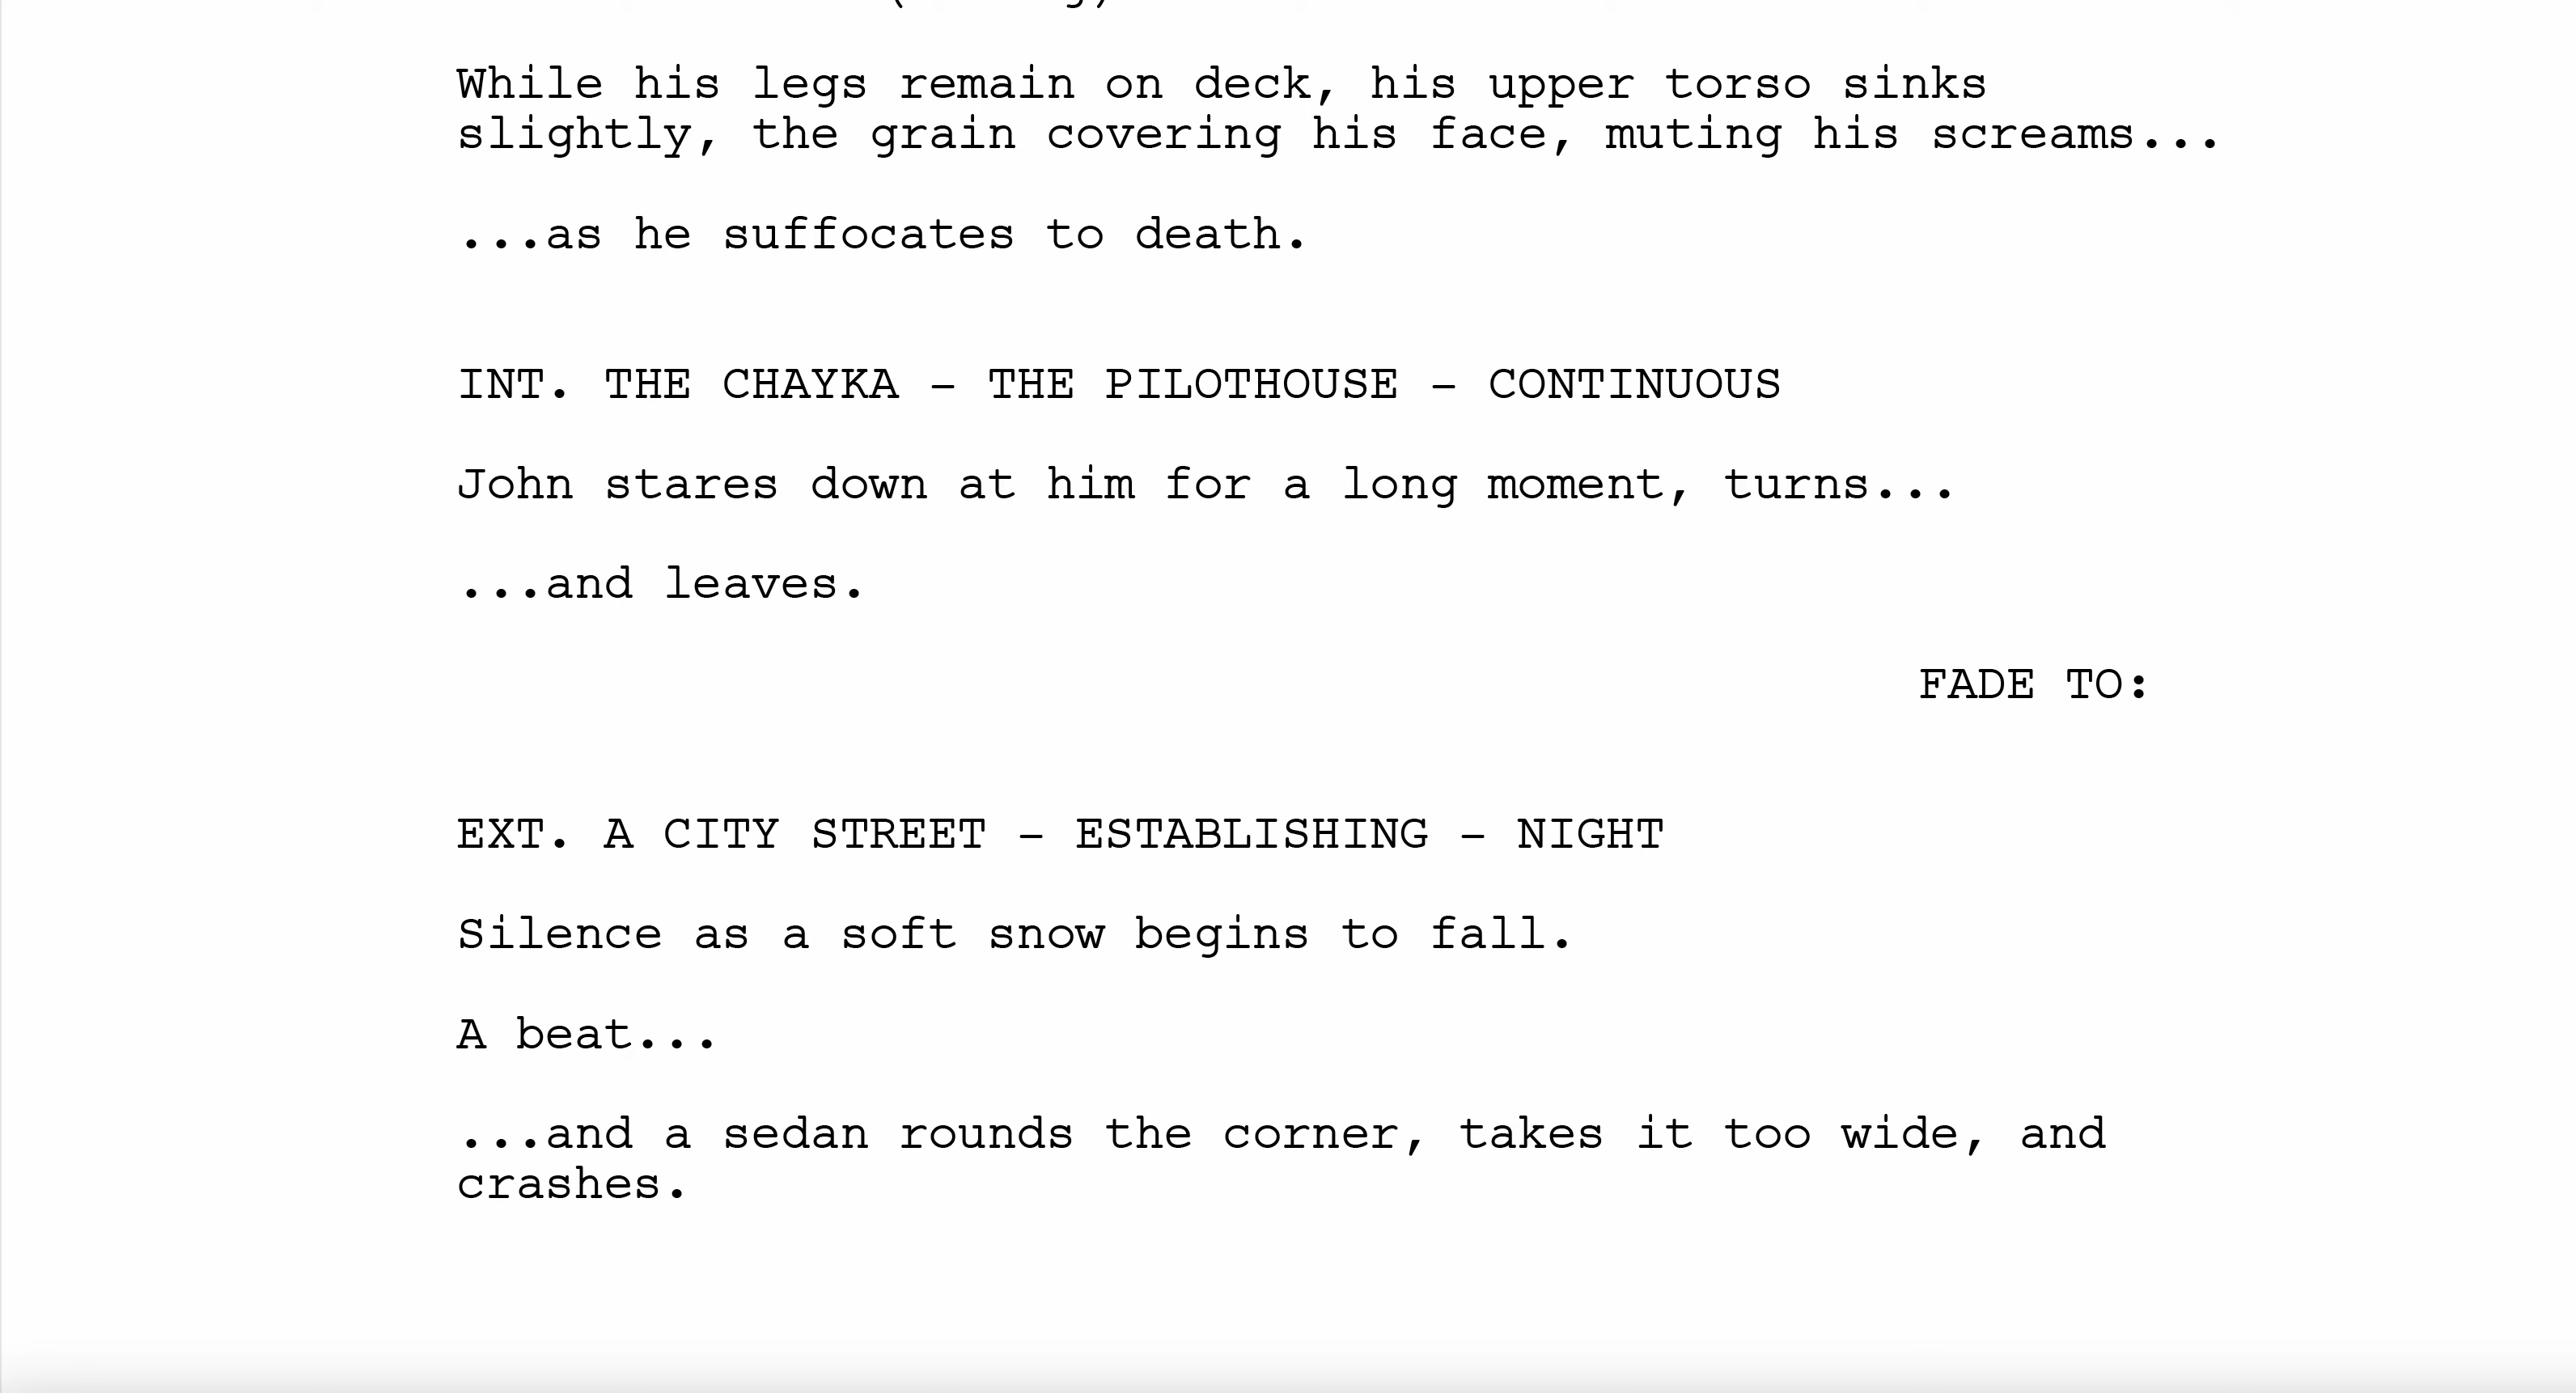 While his legs remain on deck, his upper torso sinks
slightly, the grain covering his face, muting his screams...
...as he suffocates to death.
INT. THE CHAYKA - THE PILOTHOUSE - CONTINUOUS
John stares down at him for a long moment, turns...
...and leaves.
FADE TO:
EXT. A CITY STREET - ESTABLISHING - NIGHT
Silence as a soft snow begins to fall.
A beat...
...and a sedan rounds the corner, takes it too wide, and
crashes.